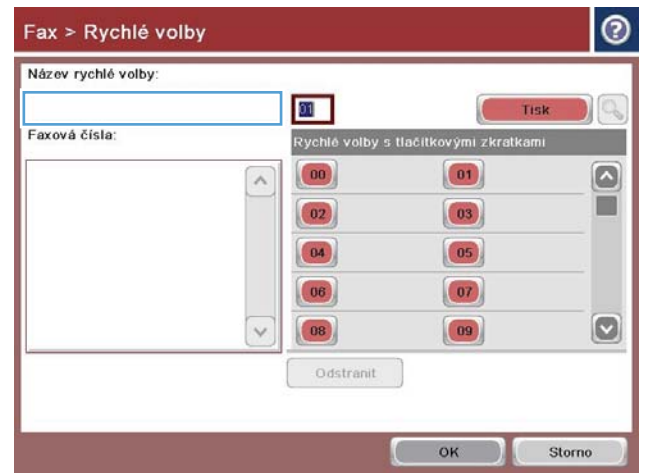 Fax > Rychlé volby
Název rychlé volby:
01
Tisk
Faxová čísla:
Rychlé volby s tlačítkovými zkratkami
00
01
02
03
04
05
06
07
08
09
Odstranit
OK
Storno